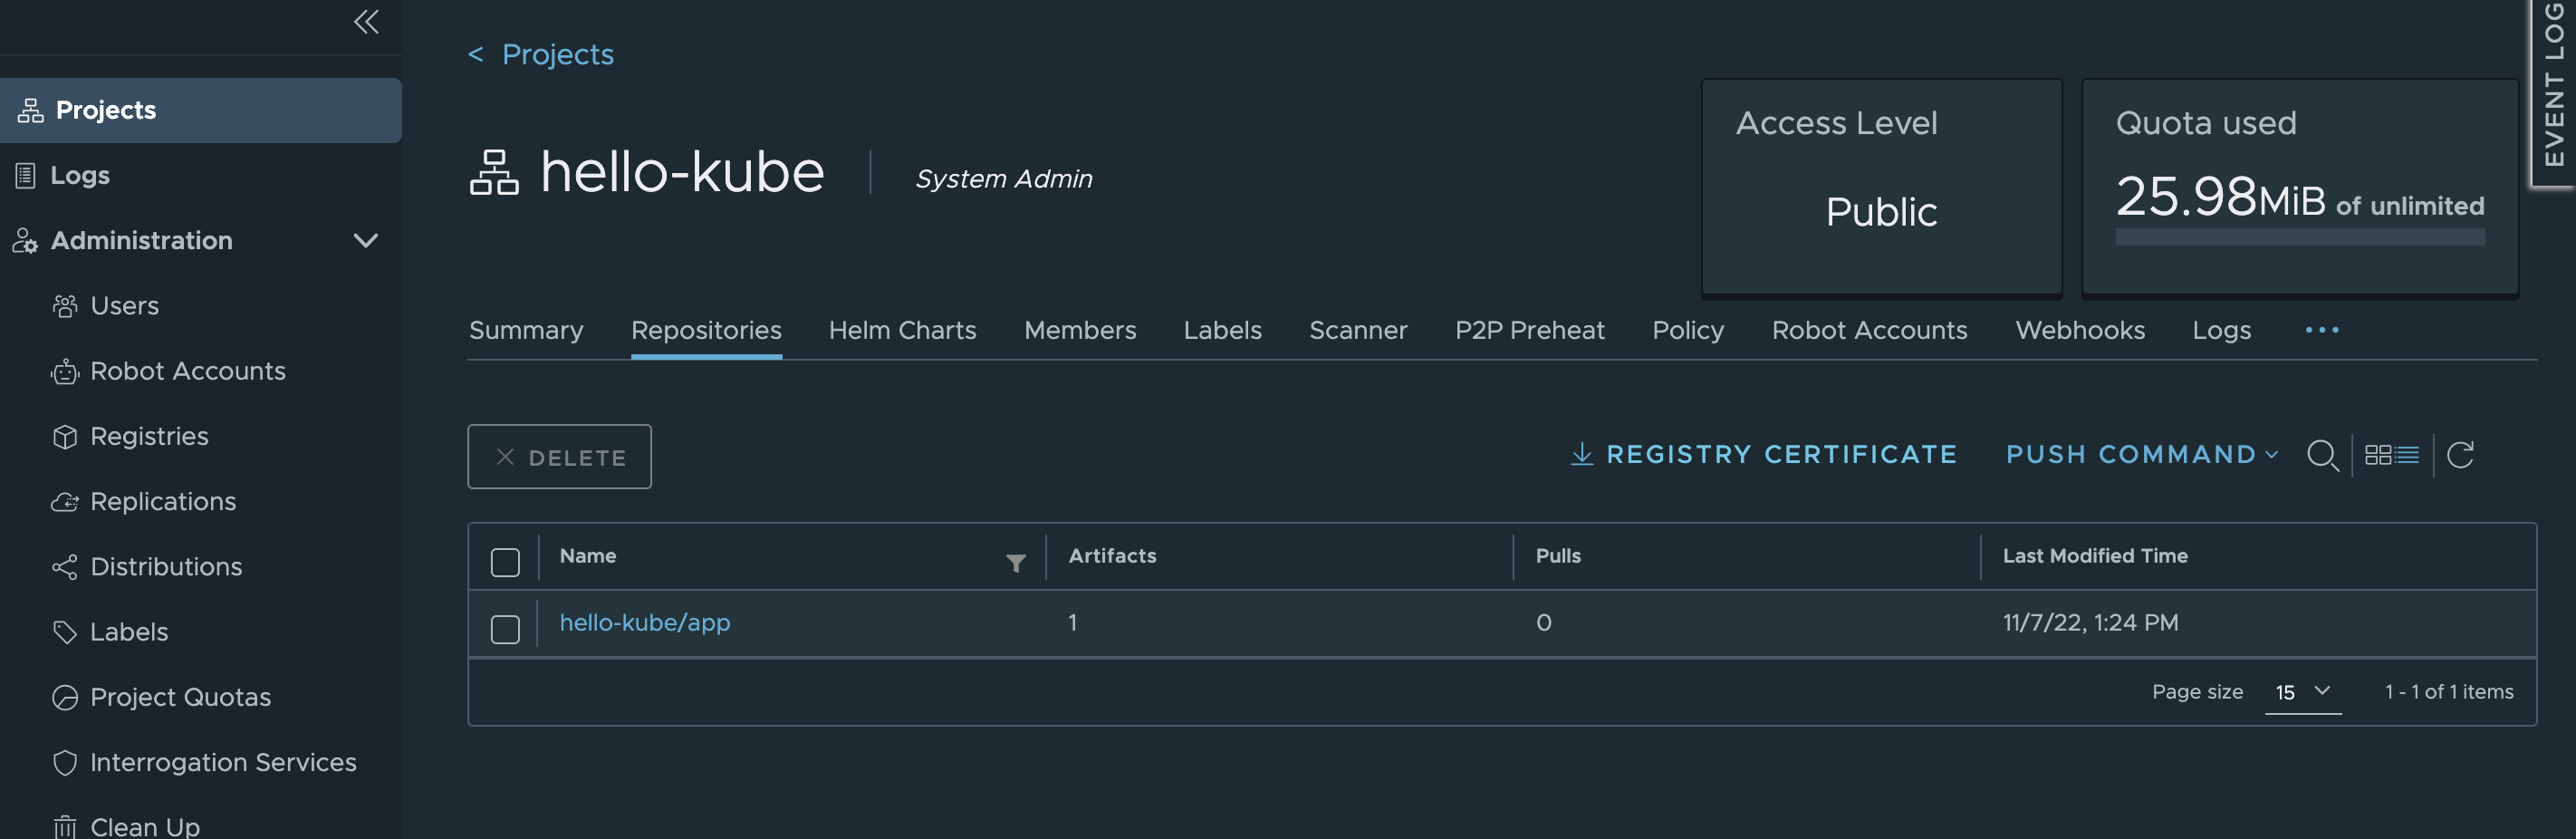 Projects
Logs
Administration
Users
Robot Accounts
Registries
Replications
Distributions
Labels
Project Quotas
Interrogation Services
Clean Up
< Projects
hello-kube
System Admin
Access Level
Public
Quota used
25.98MiB of unlimited
EVENT LOG
Summary Repositories Helm Charts Members Labels Scanner P2P Preheat Policy Robot Accounts Webhooks Logs ...
DELETE
REGISTRY CERTIFICATE PUSH COMMAND
Name Artifacts Pulls Last Modified Time
hello-kube/app 1 0 11/7/22, 1:24 PM
Page size 15 1 - 1 of 1 items